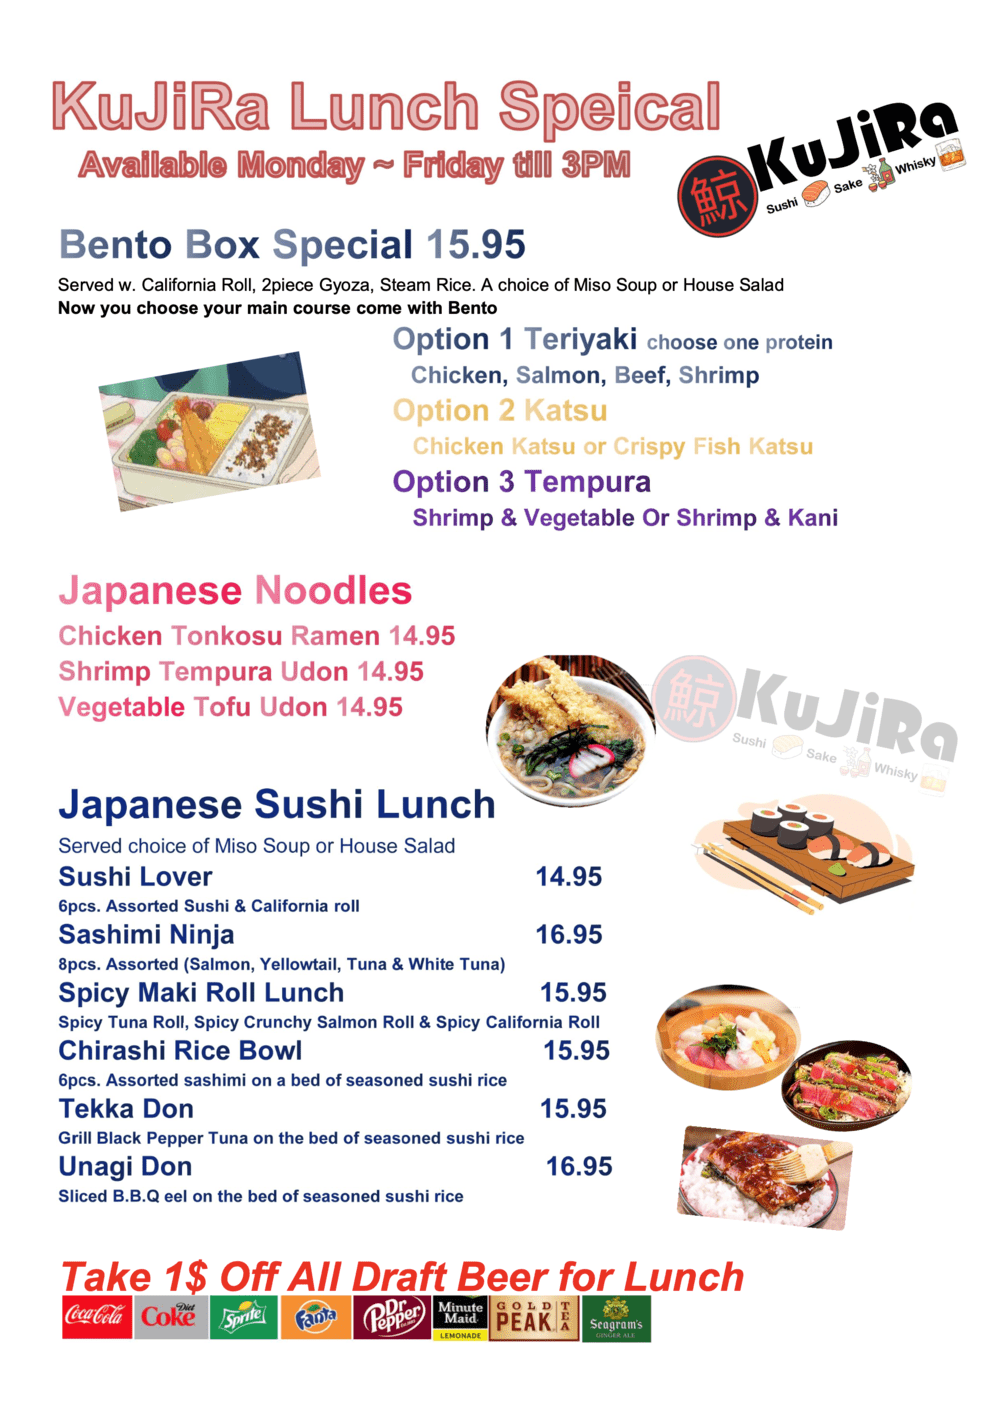 KuJiRa Lunch Speical
Available Monday ~ Friday till 3PM
鯨 KuJiRa
Sushi Sake Whisky
Bento Box Special 15.95
Served w. California Roll, 2piece Gyoza, Steam Rice. A choice of Miso Soup or House Salad
Now you choose your main course come with Bento
Option 1 Teriyaki choose one protein
Chicken, Salmon, Beef, Shrimp
Option 2 Katsu
Chicken Katsu or Crispy Fish Katsu
Option 3 Tempura
Shrimp & Vegetable Or Shrimp & Kani
Japanese Noodles
Chicken Tonkosu Ramen 14.95
Shrimp Tempura Udon 14.95
Vegetable Tofu Udon 14.95
鯨 KuJiRa
Sushi Sake Whisky
Japanese Sushi Lunch
Served choice of Miso Soup or House Salad
Sushi Lover 14.95
6pcs. Assorted Sushi & California roll
Sashimi Ninja 16.95
8pcs. Assorted (Salmon, Yellowtail, Tuna & White Tuna)
Spicy Maki Roll Lunch 15.95
Spicy Tuna Roll, Spicy Crunchy Salmon Roll & Spicy California Roll
Chirashi Rice Bowl 15.95
6pcs. Assorted sashimi on a bed of seasoned sushi rice
Tekka Don 15.95
Grill Black Pepper Tuna on the bed of seasoned sushi rice
Unagi Don 16.95
Sliced B.B.Q eel on the bed of seasoned sushi rice
Take 1$ Off All Draft Beer for Lunch
Coca-Cola
Diet Coke
Sprite
Fanta
Dr Pepper
Minute Maid
LEMONADE
GOLD PEAK TEA
Seagram's
GINGER ALE